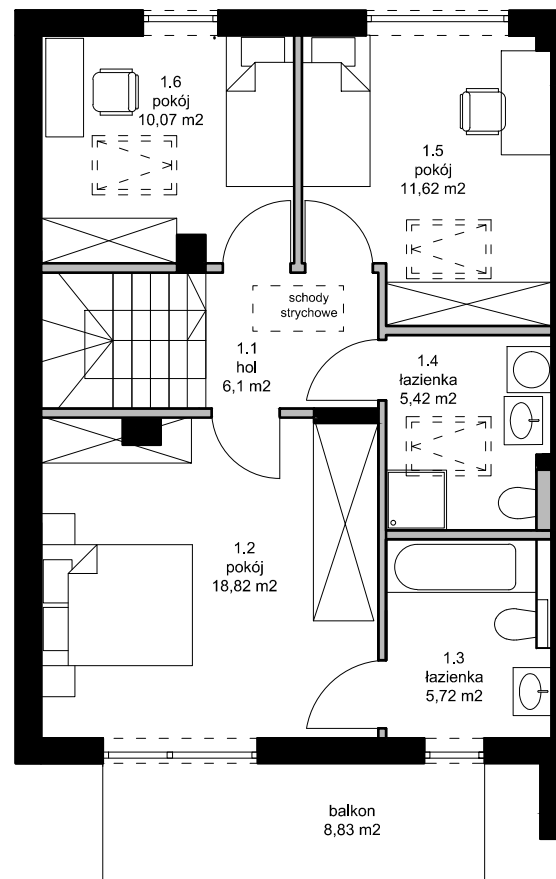 1.6
pokój
10,07 m2
1.5
pokój
11,62 m2
schody
strychowe
1.1
hol
6,1 m2
1.4
łazienka
5,42 m2
1.2
pokój
18,82 m2
1.3
łazienka
5,72 m2
balkon
8,83 m2